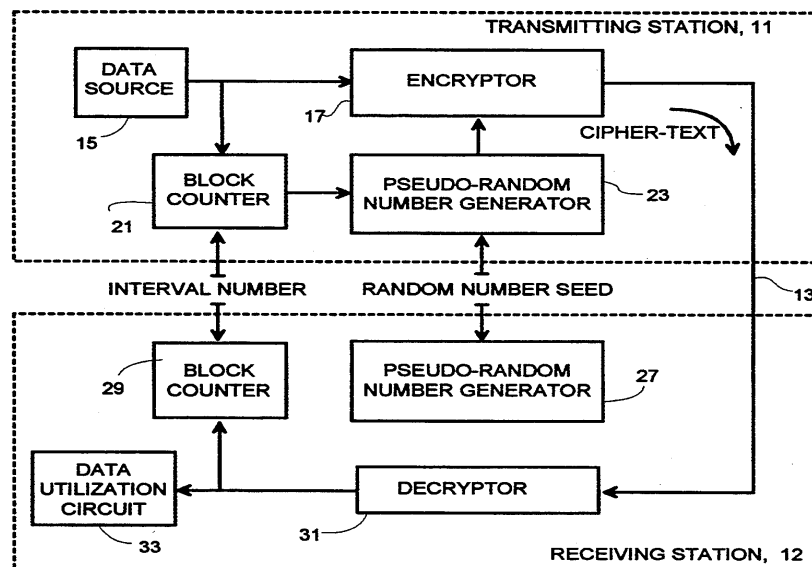 TRANSMITTING STATION, 11
DATA
SOURCE
15
ENCRYPTOR
17
CIPHER-TEXT
BLOCK
COUNTER
21
PSEUDO-RANDOM
NUMBER GENERATOR
23
INTERVAL NUMBER
RANDOM NUMBER SEED
13
BLOCK
COUNTER
29
PSEUDO-RANDOM
NUMBER GENERATOR
27
DATA
UTILIZATION
CIRCUIT
33
DECRYPTOR
31
RECEIVING STATION, 12